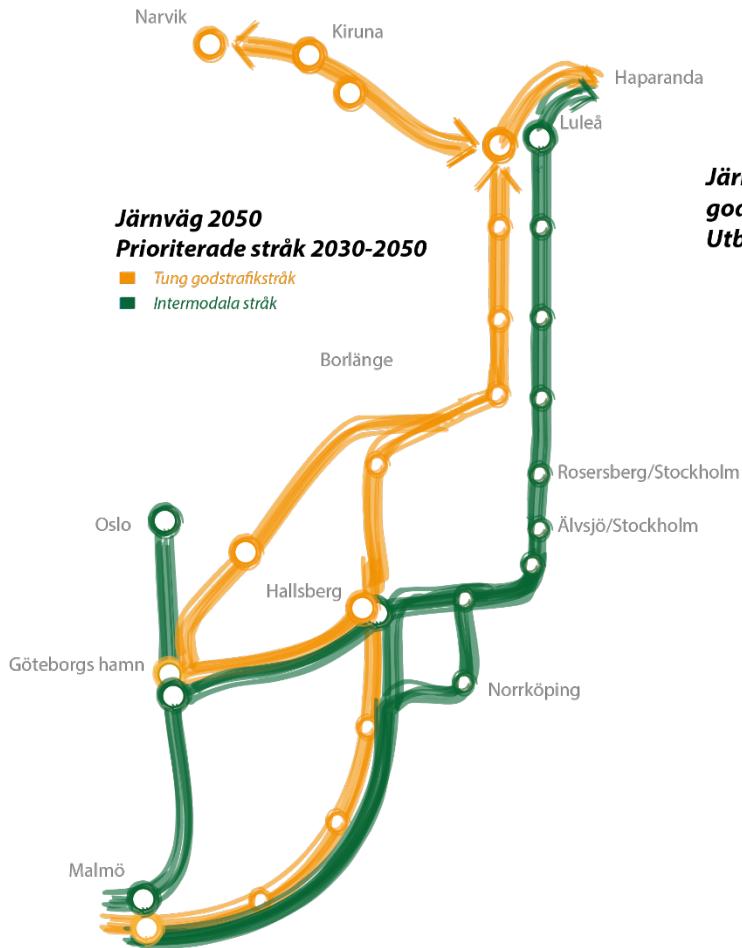 Narvik
Kiruna
Haparanda
Luleå
Järnväg 2050
Prioriterade stråk 2030-2050
Tung godstrafikstråk
Intermodala stråk
Borlänge
Rosersberg/Stockholm
Oslo
Älvsjö/Stockholm
Hallsberg
Göteborgs hamn
Norrköping
Malmö